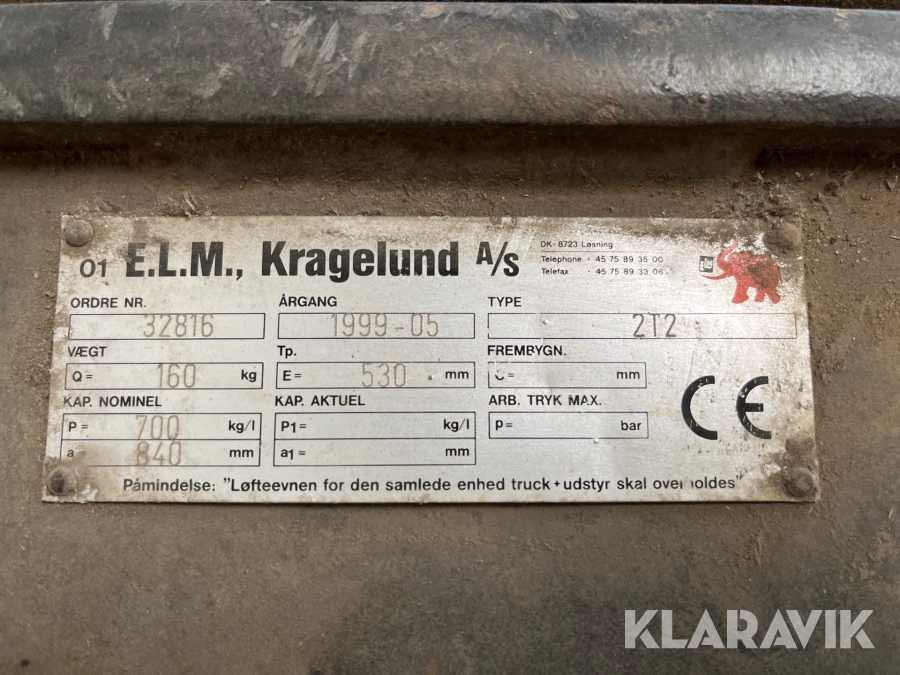 01 E.L.M., Kragelund A/S
DK-8723 Løsning
Telephone · 45 75 89 35 00
Telefax · 45 75 89 33 06
ORDRE NR. ÅRGANG TYPE
32816 1999-05 2T2
VÆGT Tp. FREMBYGN.
Q= 160 kg E= 530 mm C= mm
KAP. NOMINEL KAP. AKTUEL ARB. TRYK MAX.
P= 700 kg/l P1= kg/l p= bar
a 840 mm a1= mm
CE
Påmindelse: "Løfteevnen for den samlede enhed truck+udstyr skal overholdes"
KLARAVIK